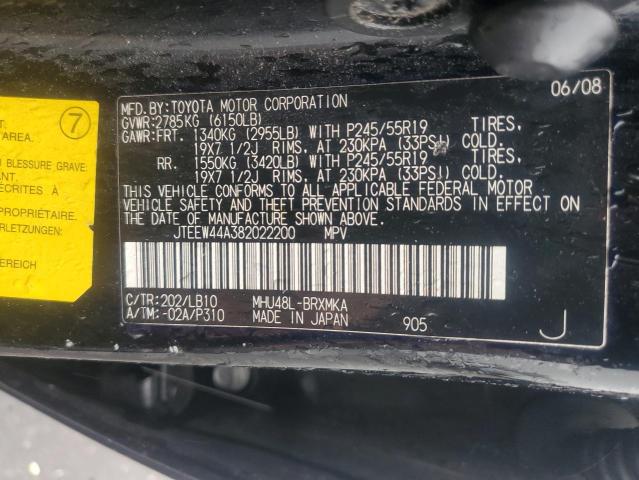 06/08
MFD. BY: TOYOTA MOTOR CORPORATION
GVWR: 2785KG (6150LB)
GAWR: FRT. 1340KG (2955LB) WITH P245/55R19 TIRES,
19X7 1/2J RIMS, AT 230KPA (33PSI) COLD.
RR. 1550KG (3420LB) WITH P245/55R19 TIRES,
19X7 1/2J RIMS, AT 230KPA (33PSI) COLD.
THIS VEHICLE CONFORMS TO ALL APPLICABLE FEDERAL MOTOR
VEHICLE SAFETY AND THEFT PREVENTION STANDARDS IN EFFECT ON
THE DATE OF MANUFACTURE SHOWN ABOVE.
JTEEW44A382022200 MPV
C/TR: 202/LB10 MHU48L-BRXMKA
A/TM: -02A/P310 MADE IN JAPAN 905 J
7
AREA.
BLESSURE GRAVE
ANT.
CRITES À
PROPRIÉTAIRE.
RLETZUNGEN!
BEREICH